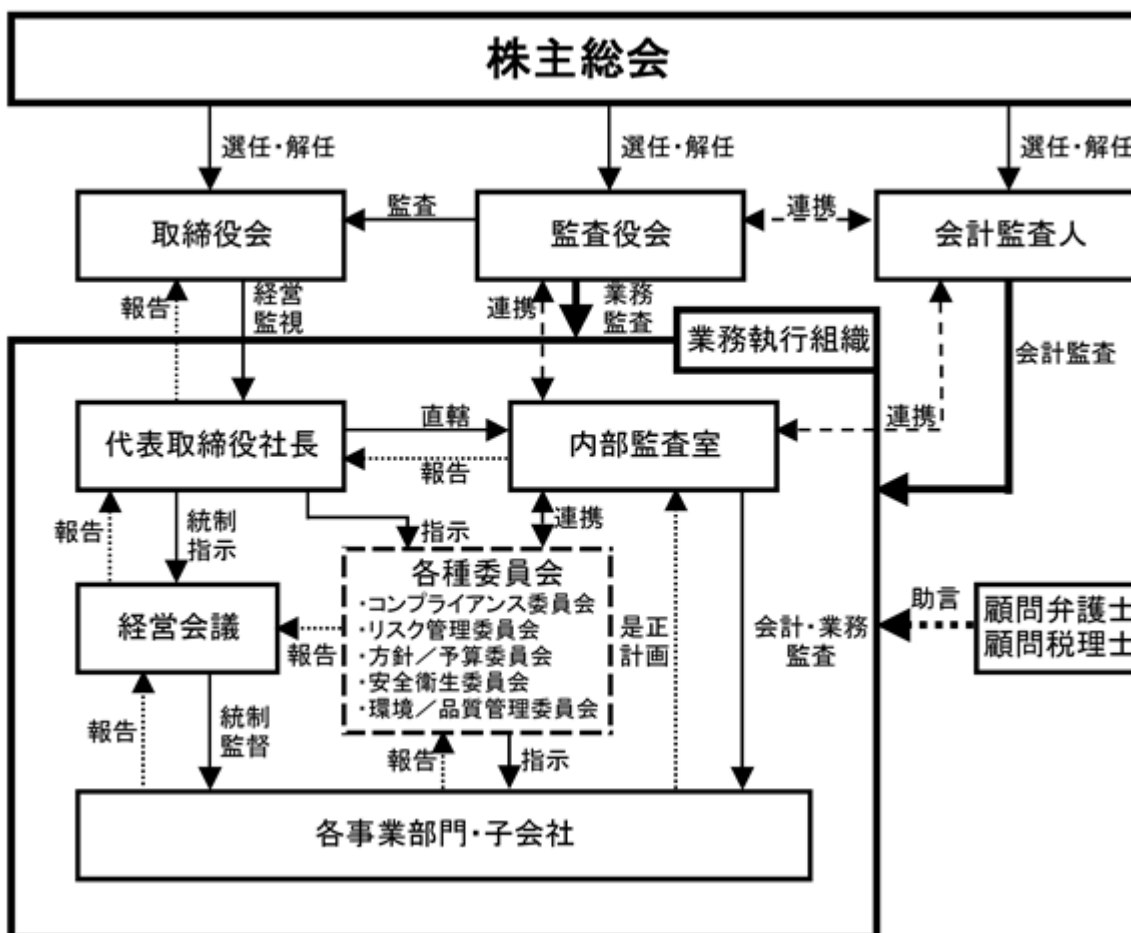 株主総会
選任・解任
選任・解任
選任・解任
取締役会
監査
監査役会
連携
会計監査人
報告
経営
監視
連携
業務
監査
業務執行組織
会計監査
代表取締役社長
直轄
報告
内部監査室
連携
報告
統制
指示
指示
連携
経営会議
報告
各種委員会
・コンプライアンス委員会
・リスク管理委員会
・方針／予算委員会
・安全衛生委員会
・環境／品質管理委員会
是正
計画
会計・業務
監査
助言
顧問弁護士
顧問税理士
報告
統制
監督
報告
指示
各事業部門・子会社